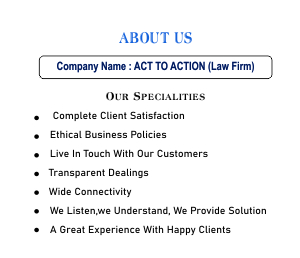 ABOUT US
Company Name : ACT TO ACTION (Law Firm)
OUR SPECIALITIES
• Complete Client Satisfaction
• Ethical Business Policies
• Live In Touch With Our Customers
• Transparent Dealings
• Wide Connectivity
• We Listen,we Understand, We Provide Solution
• A Great Experience With Happy Clients